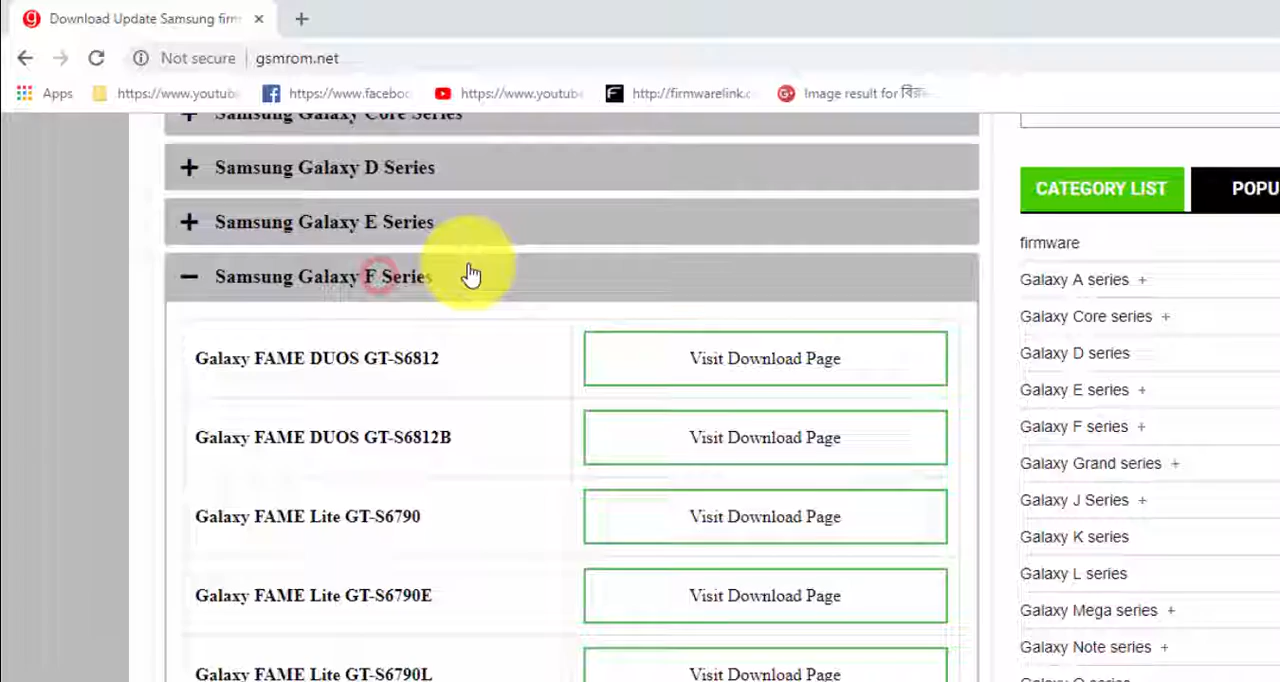 Download Update Samsung firm
Not secure
gsmrom.net
Apps
https://www.youtub
https://www.faceboo
https://www.youtub
http://firmwarelink.c
Image result for বির
Samsung Galaxy Core Series
Samsung Galaxy D Series
Samsung Galaxy E Series
Samsung Galaxy F Series
Galaxy FAME DUOS GT-S6812
Visit Download Page
Galaxy FAME DUOS GT-S6812B
Visit Download Page
Galaxy FAME Lite GT-S6790
Visit Download Page
Galaxy FAME Lite GT-S6790E
Visit Download Page
Galaxy FAME Lite GT-S6790L
Visit Download Page
CATEGORY LIST
POPU
firmware
Galaxy A series +
Galaxy Core series +
Galaxy D series
Galaxy E series +
Galaxy F series +
Galaxy Grand series +
Galaxy J Series +
Galaxy K series
Galaxy L series
Galaxy Mega series +
Galaxy Note series +